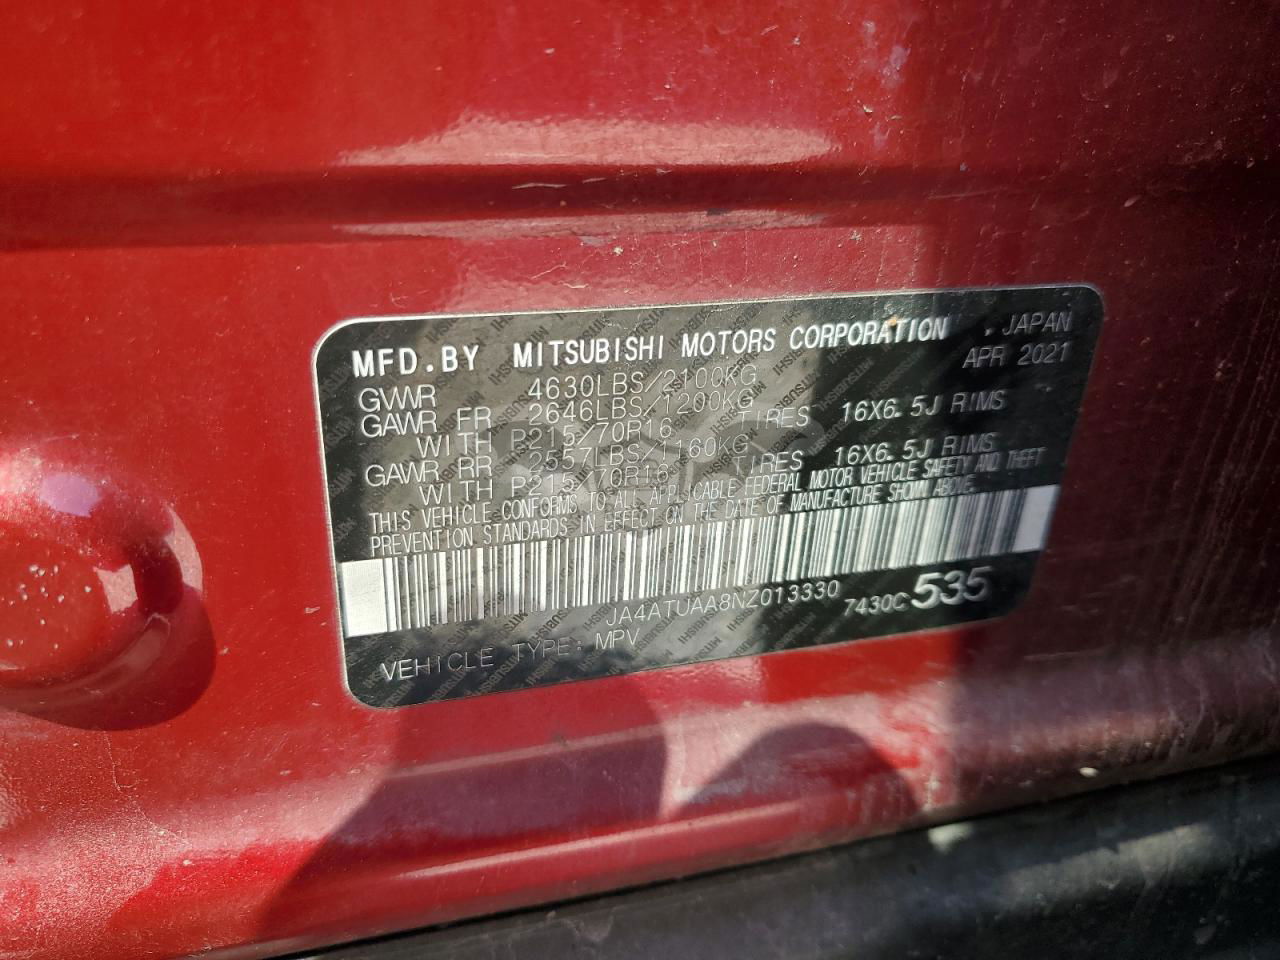 MFD.BY MITSUBISHI MOTORS CORPORATION . JAPAN
APR 2021
GVWR 4630LBS/2100KG
GAWR FR 2646LBS/1200KG
WITH P215/70R16 TIRES 16X6.5J RIMS
GAWR RR 2557LBS/1160KG
WITH P215/70R16 TIRES 16X6.5J RIMS
THIS VEHICLE CONFORMS TO ALL APPLICABLE FEDERAL MOTOR VEHICLE SAFETY AND THEFT
PREVENTION STANDARDS IN EFFECT ON THE DATE OF MANUFACTURE SHOWN ABOVE.
JA4ATUAA8NZ013330 7430C 535
VEHICLE TYPE: MPV